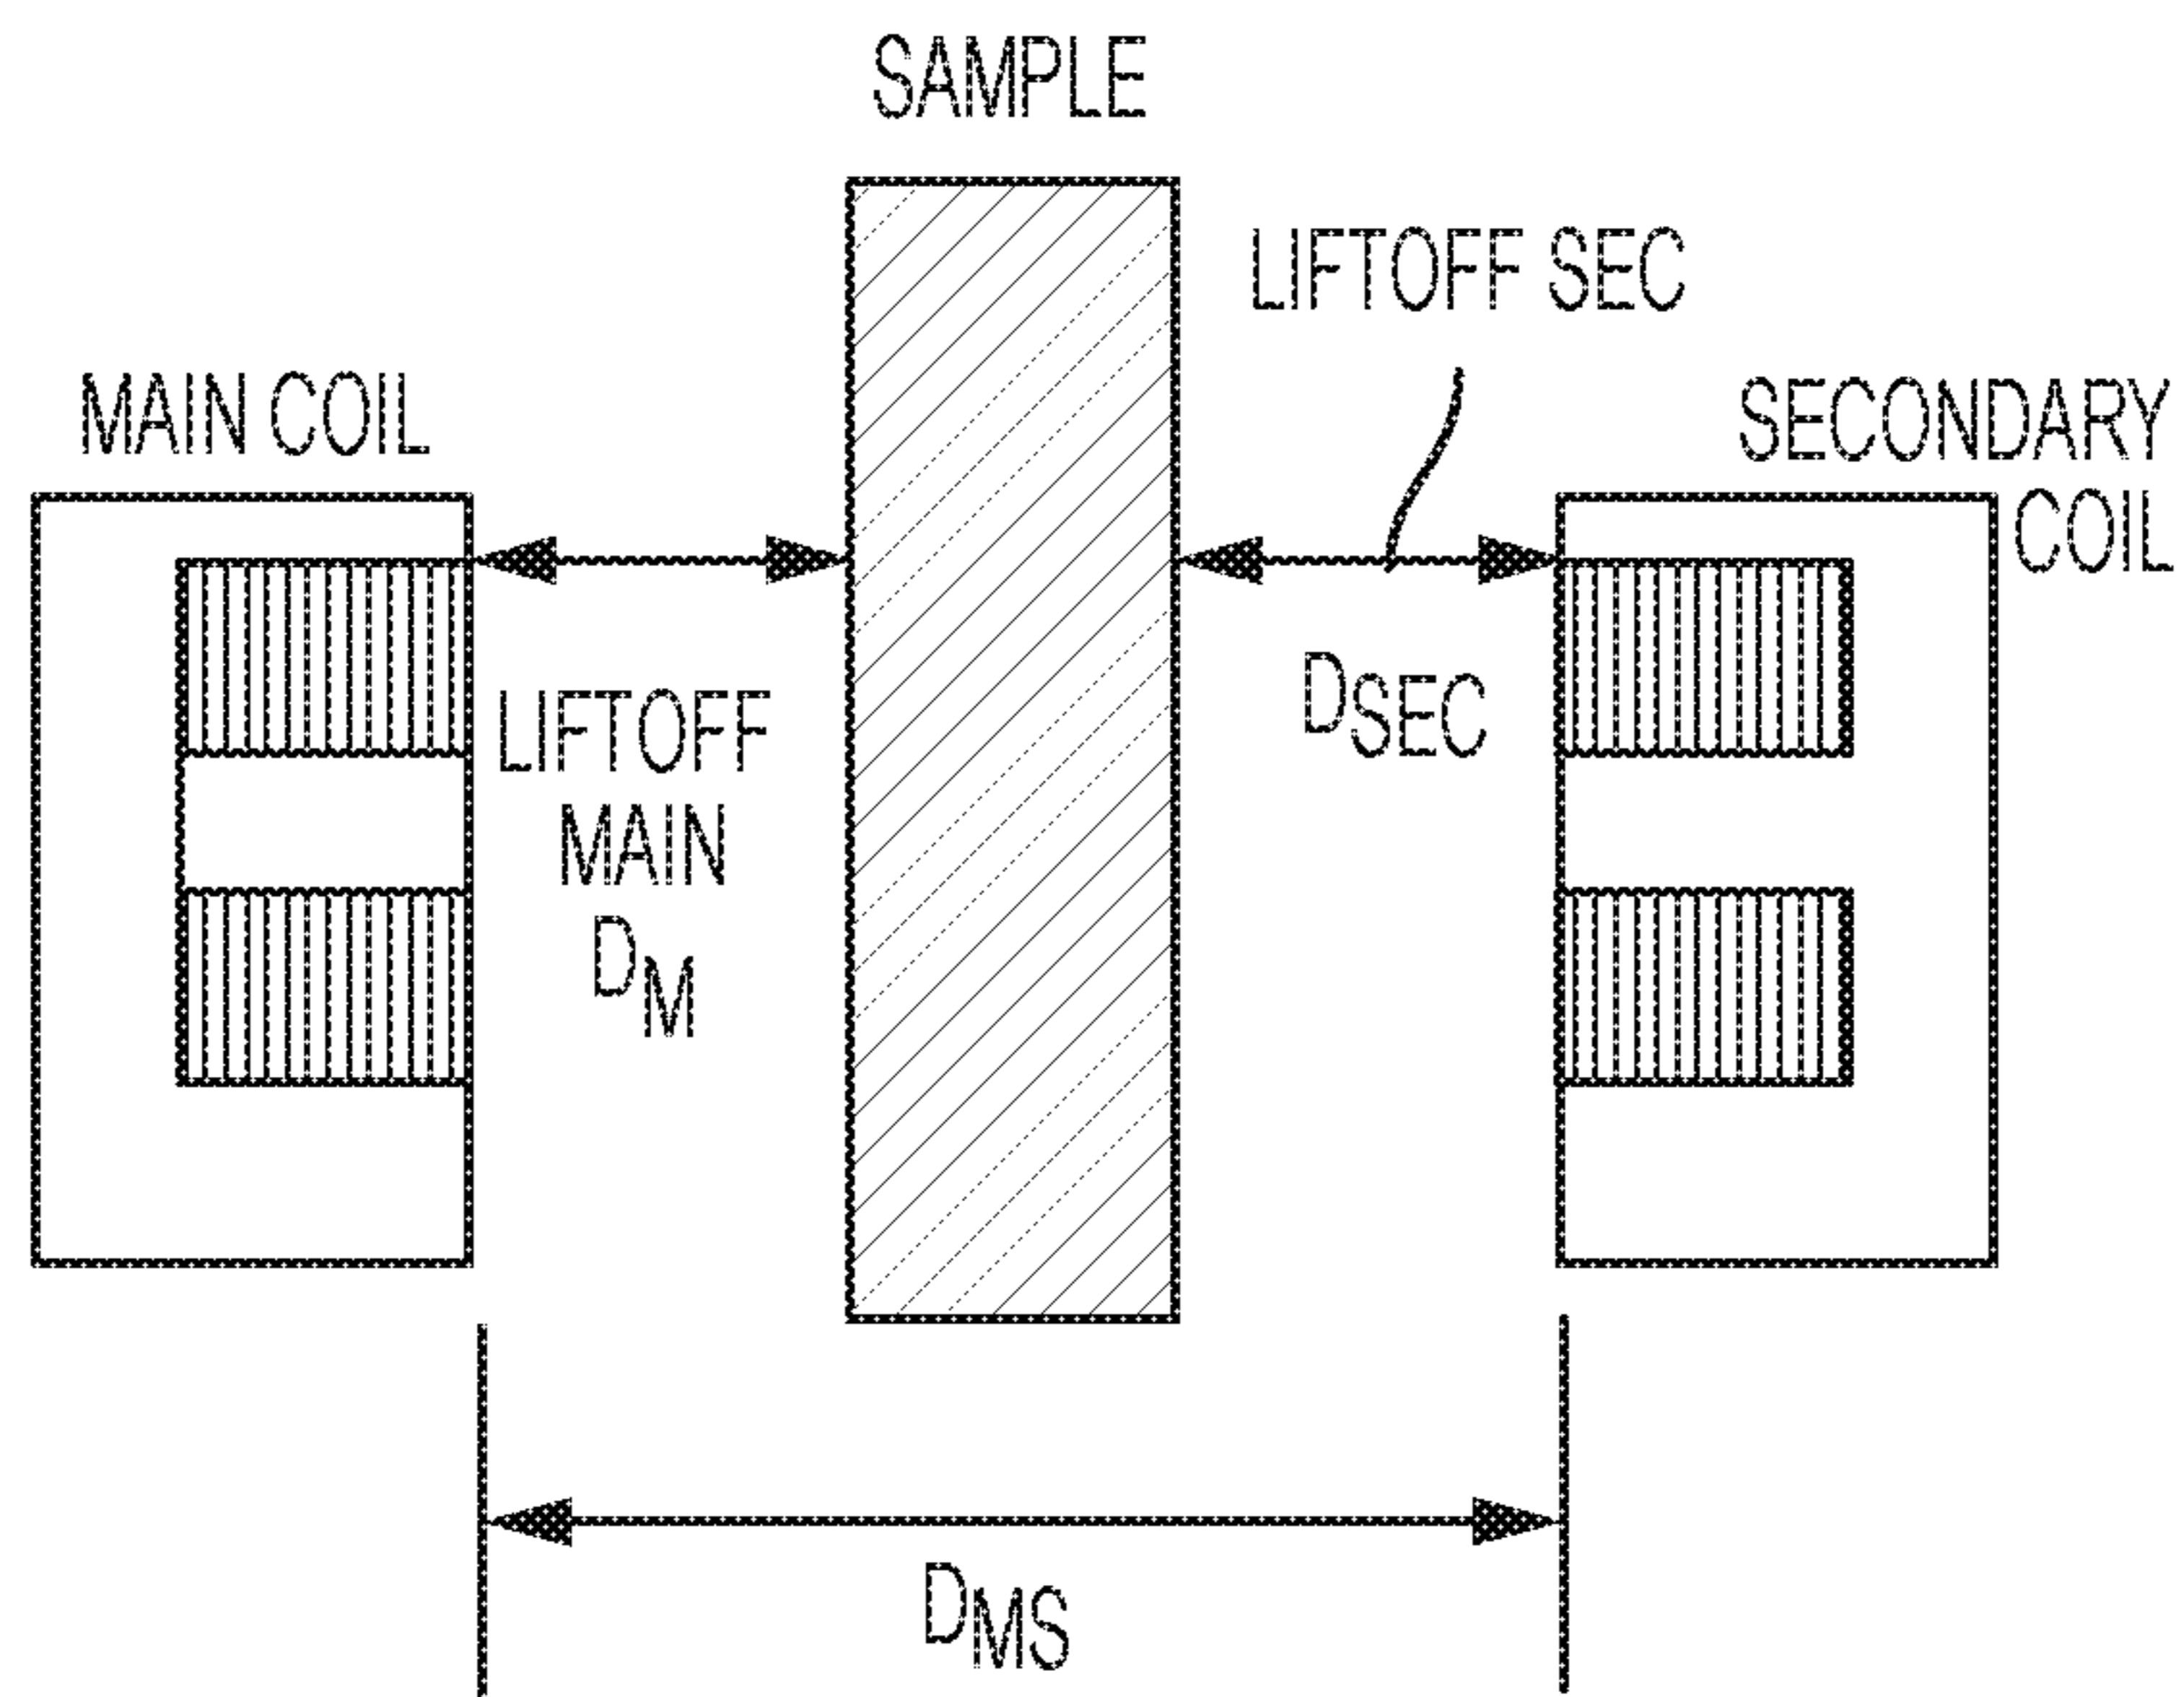 SAMPLE
LIFTOFF SEC
MAIN COIL
SECONDARY
COIL
LIFTOFF
MAIN
DM
DSEC
DMS